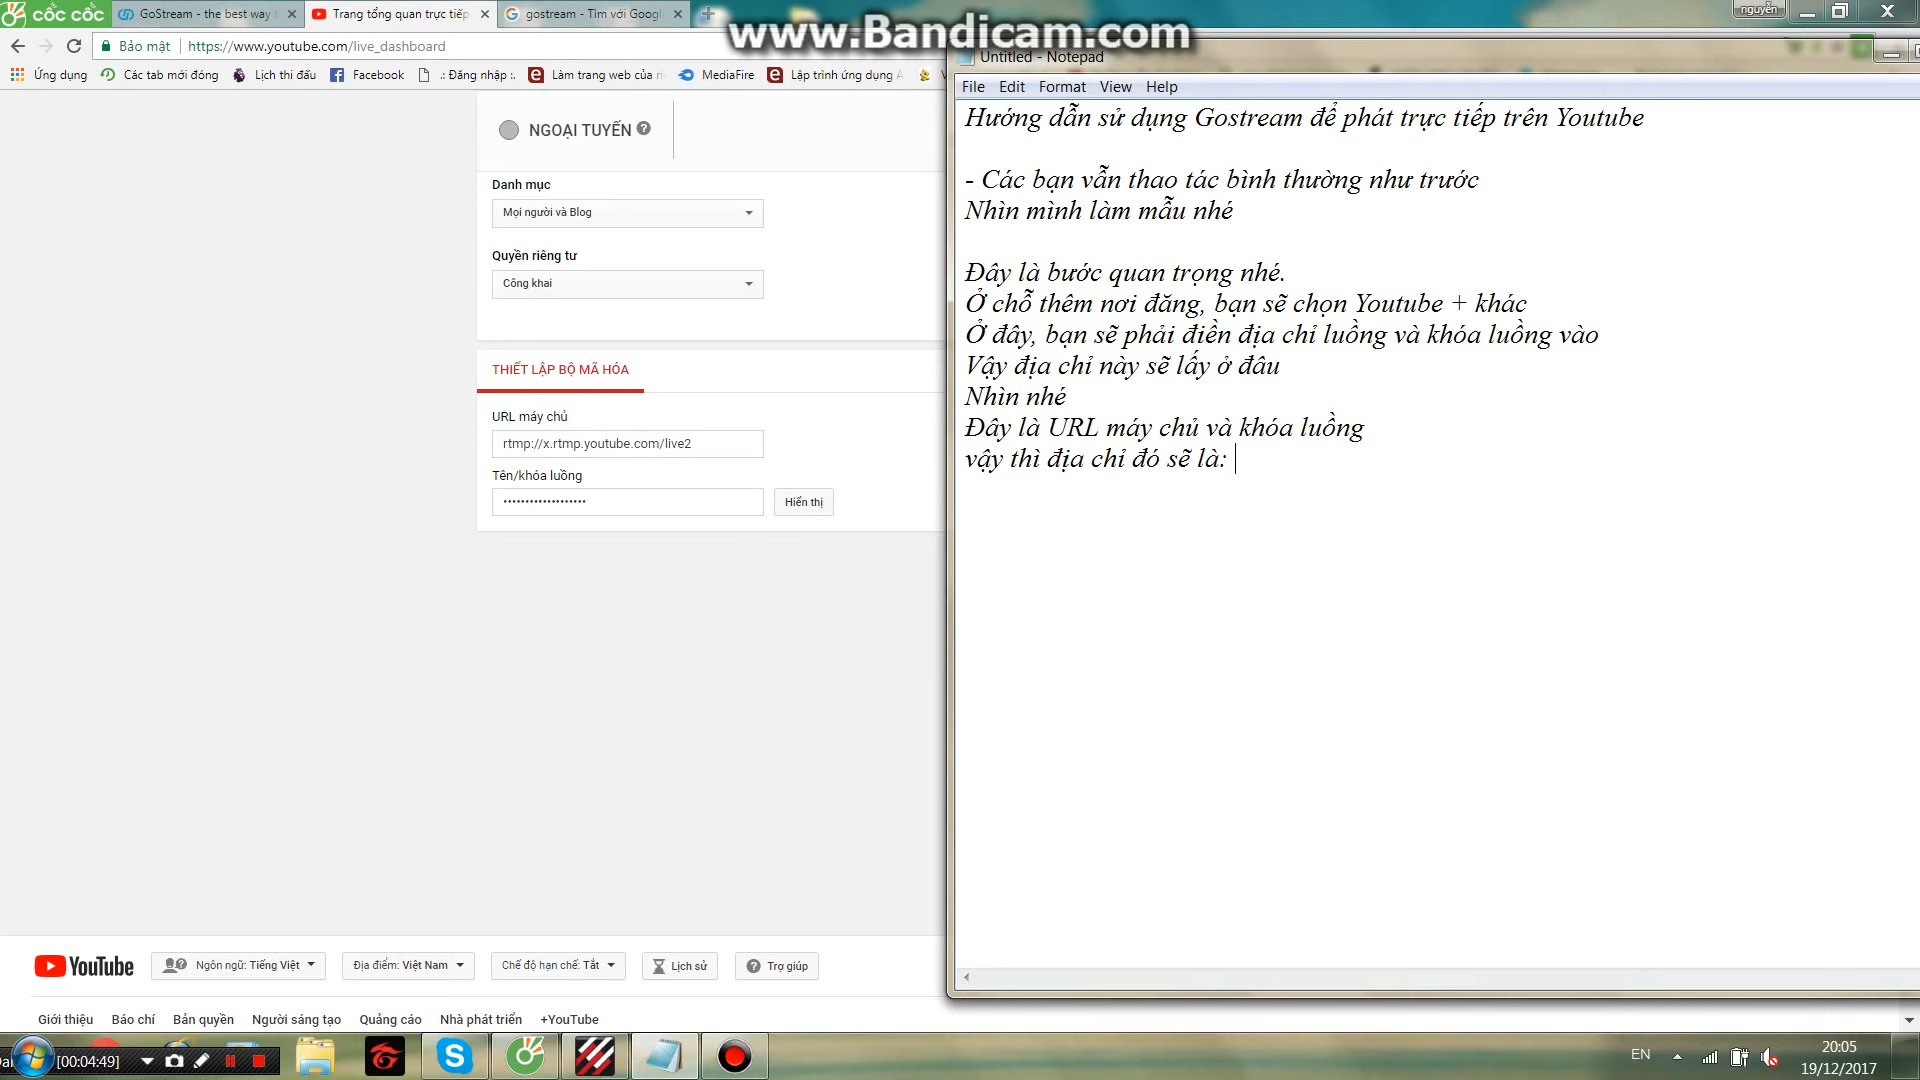 www.Bandicam.com
cốc cốc
GoStream - the best way
Trang tổng quan trực tiếp
gostream - Tìm với Googl
nguyễn
Bảo mật
https://www.youtube.com/live_dashboard
Ứng dụng
Các tab mới đóng
Lịch thi đấu
Facebook
.: Đăng nhập :.
Làm trang web của
MediaFire
Lập trình ứng dụng
NGOẠI TUYẾN
Danh mục
Mọi người và Blog
Quyền riêng tư
Công khai
THIẾT LẬP BỘ MÃ HÓA
URL máy chủ
rtmp://x.rtmp.youtube.com/live2
Tên/khóa luồng
•••••••••••••••••••
Hiển thị
YouTube
Ngôn ngữ: Tiếng Việt
Địa điểm: Việt Nam
Chế độ hạn chế: Tắt
Lịch sử
Trợ giúp
Giới thiệu Báo chí Bản quyền Người sáng tạo Quảng cáo Nhà phát triển +YouTube
Untitled - Notepad
File Edit Format View Help
Hướng dẫn sử dụng Gostream để phát trực tiếp trên Youtube
- Các bạn vẫn thao tác bình thường như trước
Nhìn mình làm mẫu nhé
Đây là bước quan trọng nhé.
Ở chỗ thêm nơi đăng, bạn sẽ chọn Youtube + khác
Ở đây, bạn sẽ phải điền địa chỉ luồng và khóa luồng vào
Vậy địa chỉ này sẽ lấy ở đâu
Nhìn nhé
Đây là URL máy chủ và khóa luồng
vậy thì địa chỉ đó sẽ là:
[00:04:49]
EN
20:05
19/12/2017